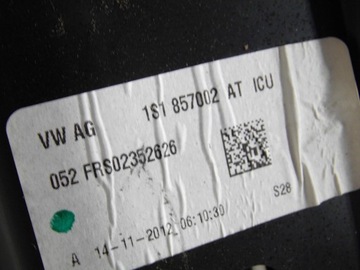 VW AG 1S1 857002 AT ICU
052 FRS02352626
S28
A 14-11-2012 06:10:30